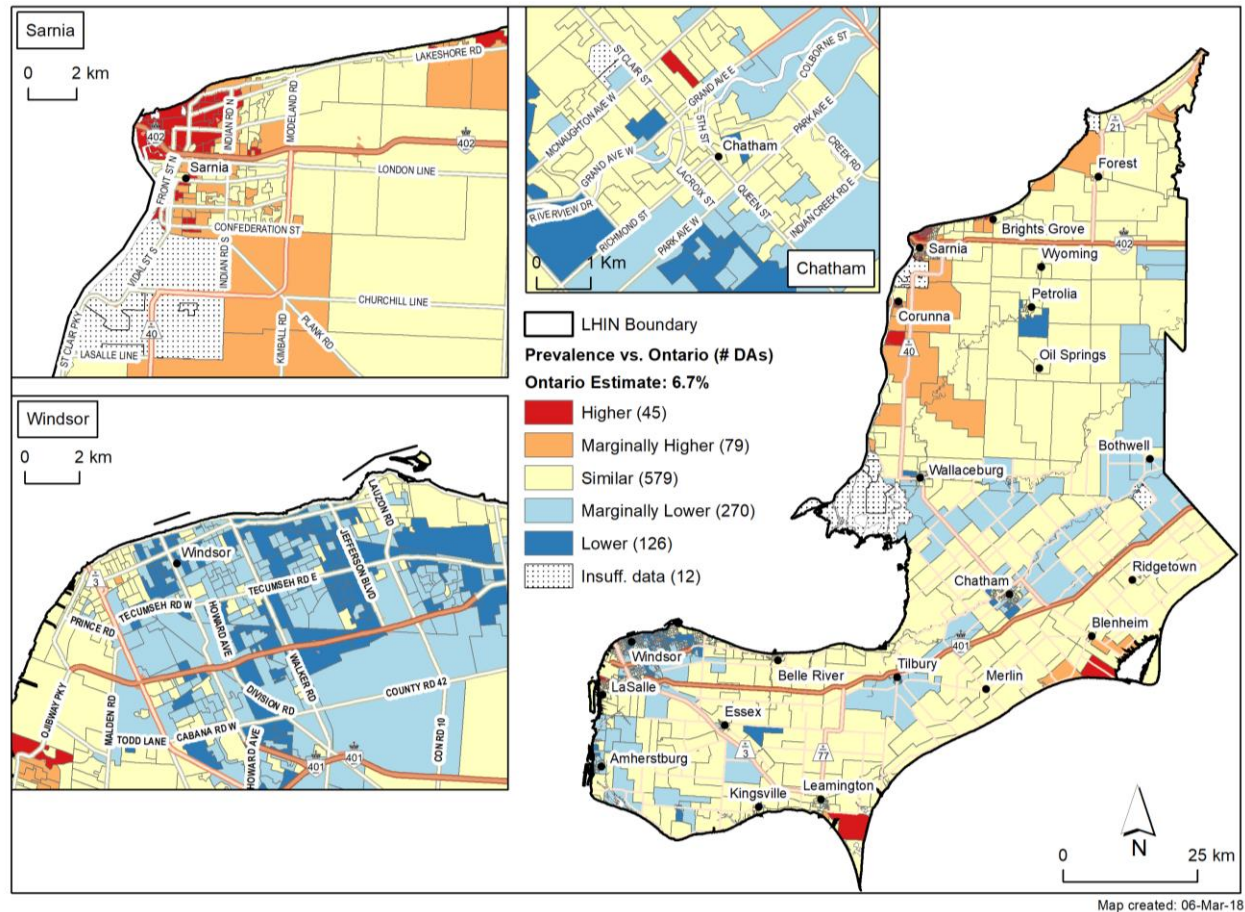 Sarnia
0 2 km
LAKESHORE RD
INDIAN RD N
MODELAND RD
402
402
LONDON LINE
Sarnia
FRONT ST N
CONFEDERATION ST
VIDAL ST S
INDIAN RD S
CHURCHILL LINE
PLANK RD
KIMBALL RD
40
ST CLAIR PKY
LASALLE LINE
ST CLAIR ST
COLBORNE ST
GRAND AVE E
MCNAUGHTON AVE W
5TH ST
PARK AVE E
Chatham
GRAND AVE W
CREEK RD
LACROIX ST
QUEEN ST
RIVERVIEW DR
RICHMOND ST
PARK AVE W
INDIAN CREEK RD E
0 1 Km
Chatham
LHIN Boundary
Prevalence vs. Ontario (# DAs)
Ontario Estimate: 6.7%
Higher (45)
Marginally Higher (79)
Similar (579)
Marginally Lower (270)
Lower (126)
Insuff. data (12)
Windsor
0 2 km
LAUZON RD
JEFFERSON BLVD
Windsor
3
TECUMSEH RD E
TECUMSEH RD W
PRINCE RD
HOWARD AVE
WALKER RD
OJIBWAY PKY
MALDEN RD
DIVISION RD
COUNTY RD 42
TODD LANE
CABANA RD W
HOWARD AVE
401
401
CON RD 10
21
Forest
Brights Grove
Sarnia
402
Wyoming
Petrolia
Corunna
40
Oil Springs
Bothwell
Wallaceburg
Ridgetown
Chatham
Blenheim
401
Windsor
Belle River
Tilbury
Merlin
LaSalle
Essex
3
77
Amherstburg
Kingsville
Leamington
N
0 25 km
Map created: 06-Mar-18